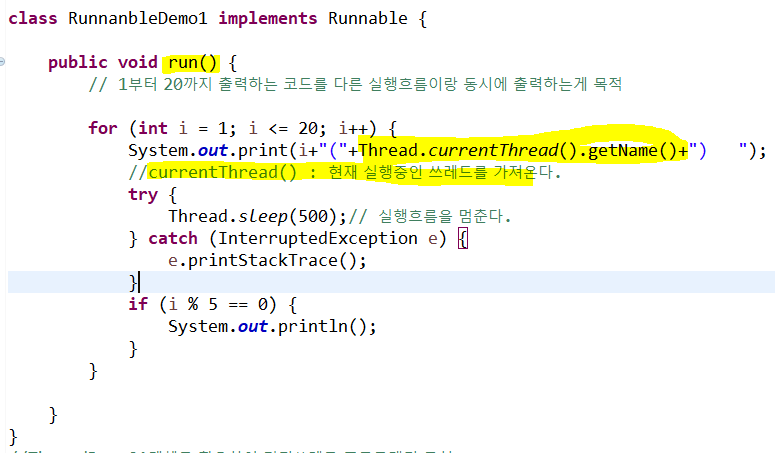 class RunnanbleDemo1 implements Runnable {
public void run() {
// 1부터 20까지 출력하는 코드를 다른 실행흐름이랑 동시에 출력하는게 목적
for (int i = 1; i <= 20; i++) {
System.out.print(i+"("+Thread.currentThread().getName()+")   ");
//currentThread() : 현재 실행중인 쓰레드를 가져온다.
try {
Thread.sleep(500);// 실행흐름을 멈춘다.
} catch (InterruptedException e) {
e.printStackTrace();
}
if (i % 5 == 0) {
System.out.println();
}
}
}
}